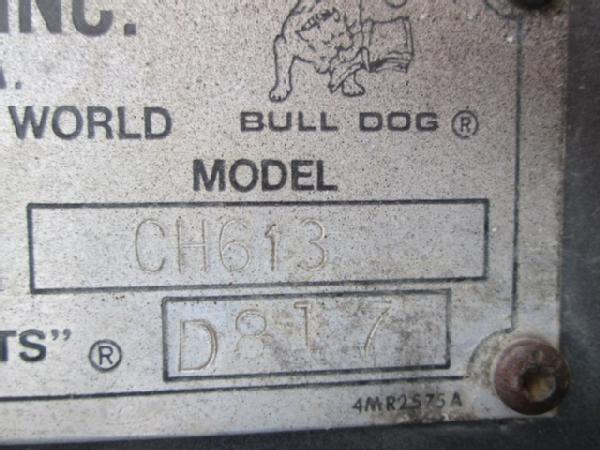 INC.
A.
WORLD BULL DOG ®
MODEL
CH613
TS" ® D817
4MR2575A